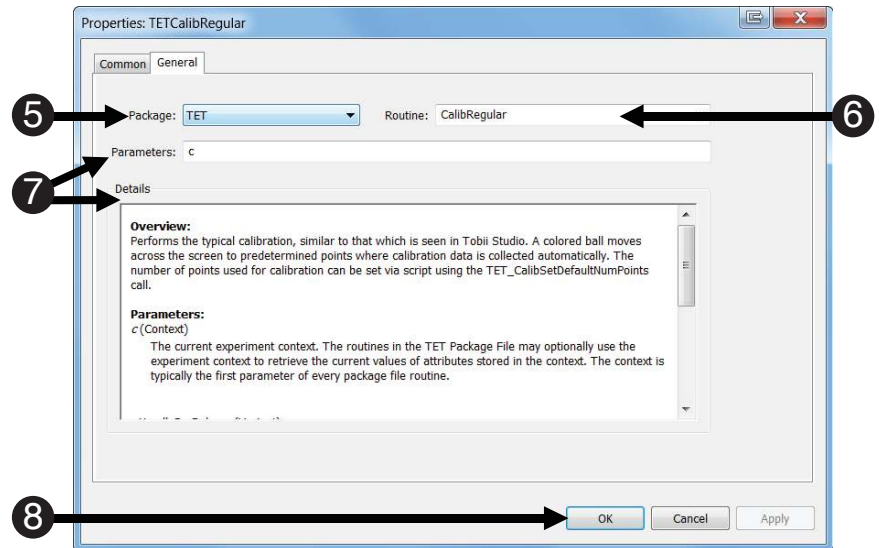 Properties: TETCalibRegular
X
Common General
5 Package: TET Routine: CalibRegular 6
Parameters: c
7
Details
Overview:
Performs the typical calibration, similar to that which is seen in Tobii Studio. A colored ball moves
across the screen to predetermined points where calibration data is collected automatically. The
number of points used for calibration can be set via script using the TET_CalibSetDefaultNumPoints
call.
Parameters:
c (Context)
The current experiment context. The routines in the TET Package File may optionally use the
experiment context to retrieve the current values of attributes stored in the context. The context is
typically the first parameter of every package file routine.
8 OK Cancel Apply